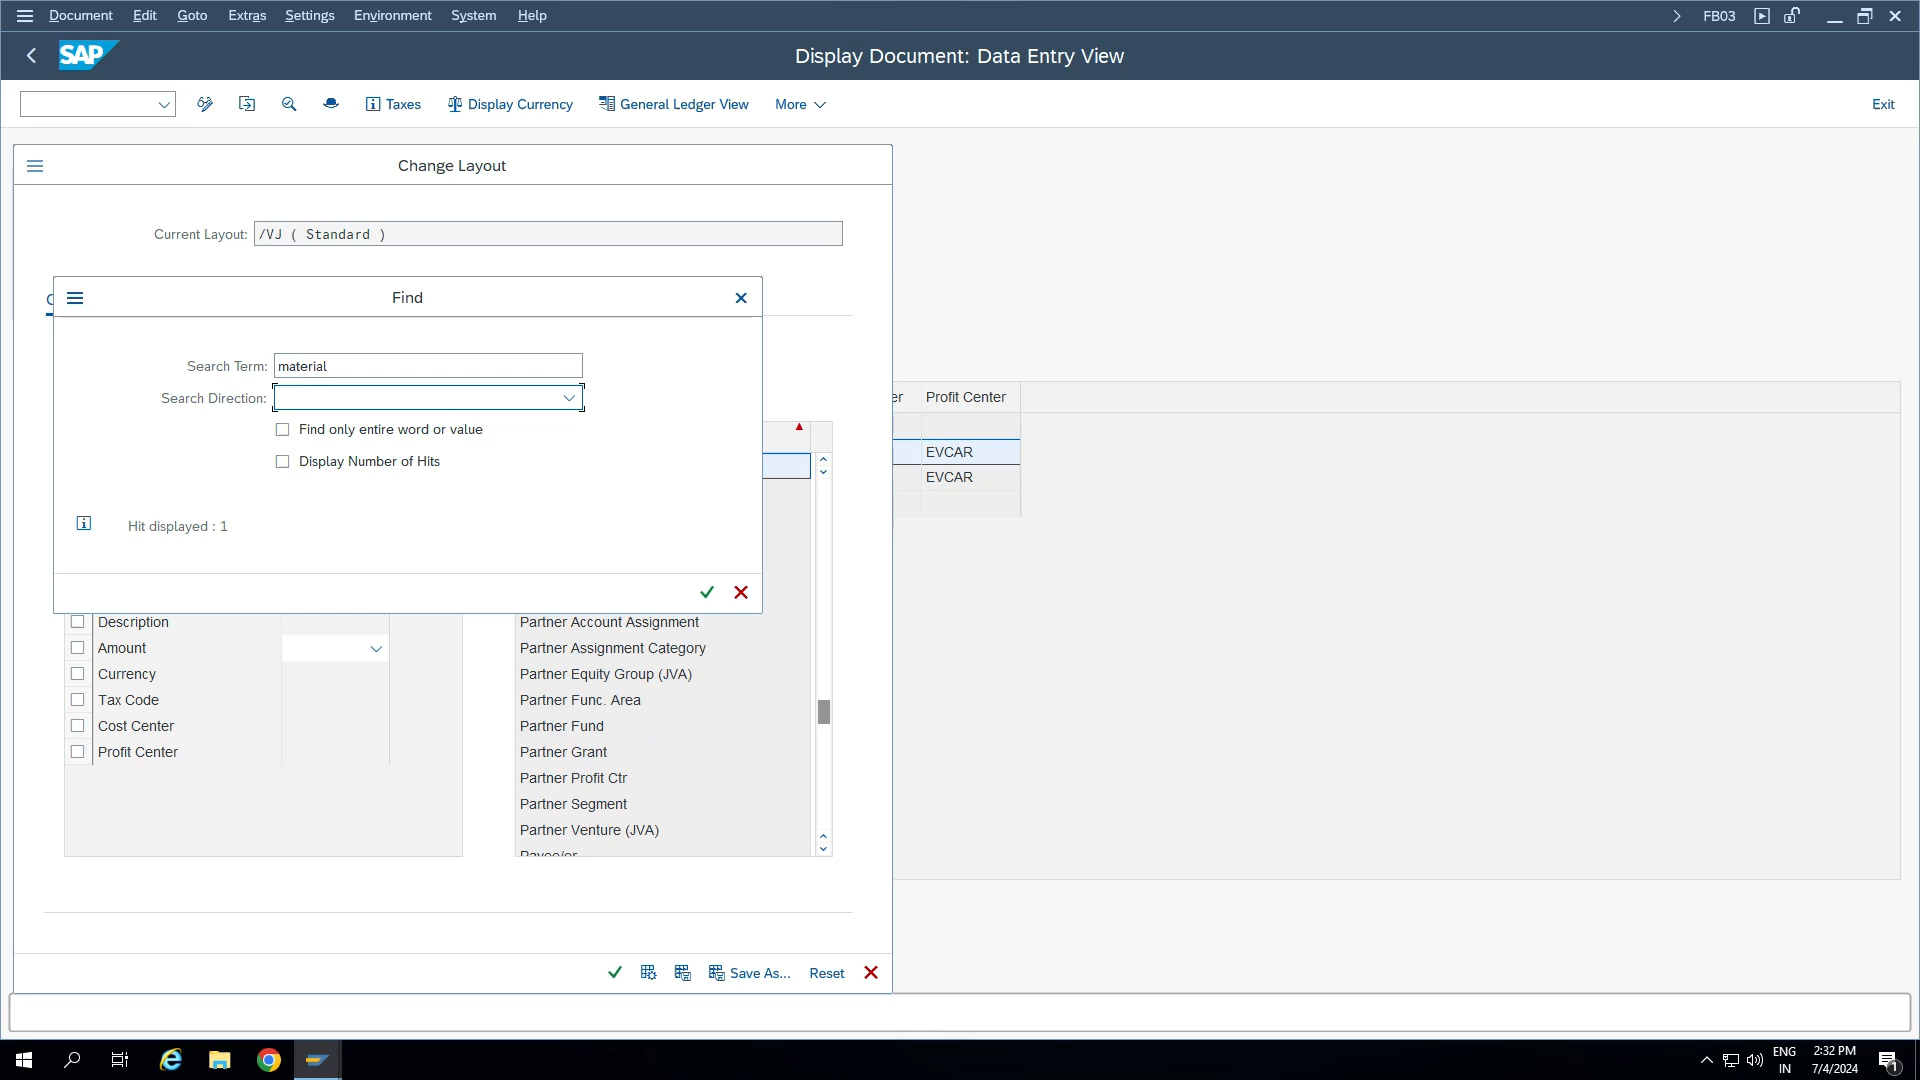 Document Edit Goto Extras Settings Environment System Help FB03
SAP Display Document: Data Entry View
Taxes Display Currency General Ledger View More Exit
Change Layout
Current Layout: /VJ ( Standard )
Find
Search Term: material
Search Direction:
Find only entire word or value
Display Number of Hits
Hit displayed : 1
er Profit Center
EVCAR
EVCAR
Description
Amount
Currency
Tax Code
Cost Center
Profit Center
Partner Account Assignment
Partner Assignment Category
Partner Equity Group (JVA)
Partner Func. Area
Partner Fund
Partner Grant
Partner Profit Ctr
Partner Segment
Partner Venture (JVA)
Payee/or
Save As... Reset
ENG
IN
2:32 PM
7/4/2024
1